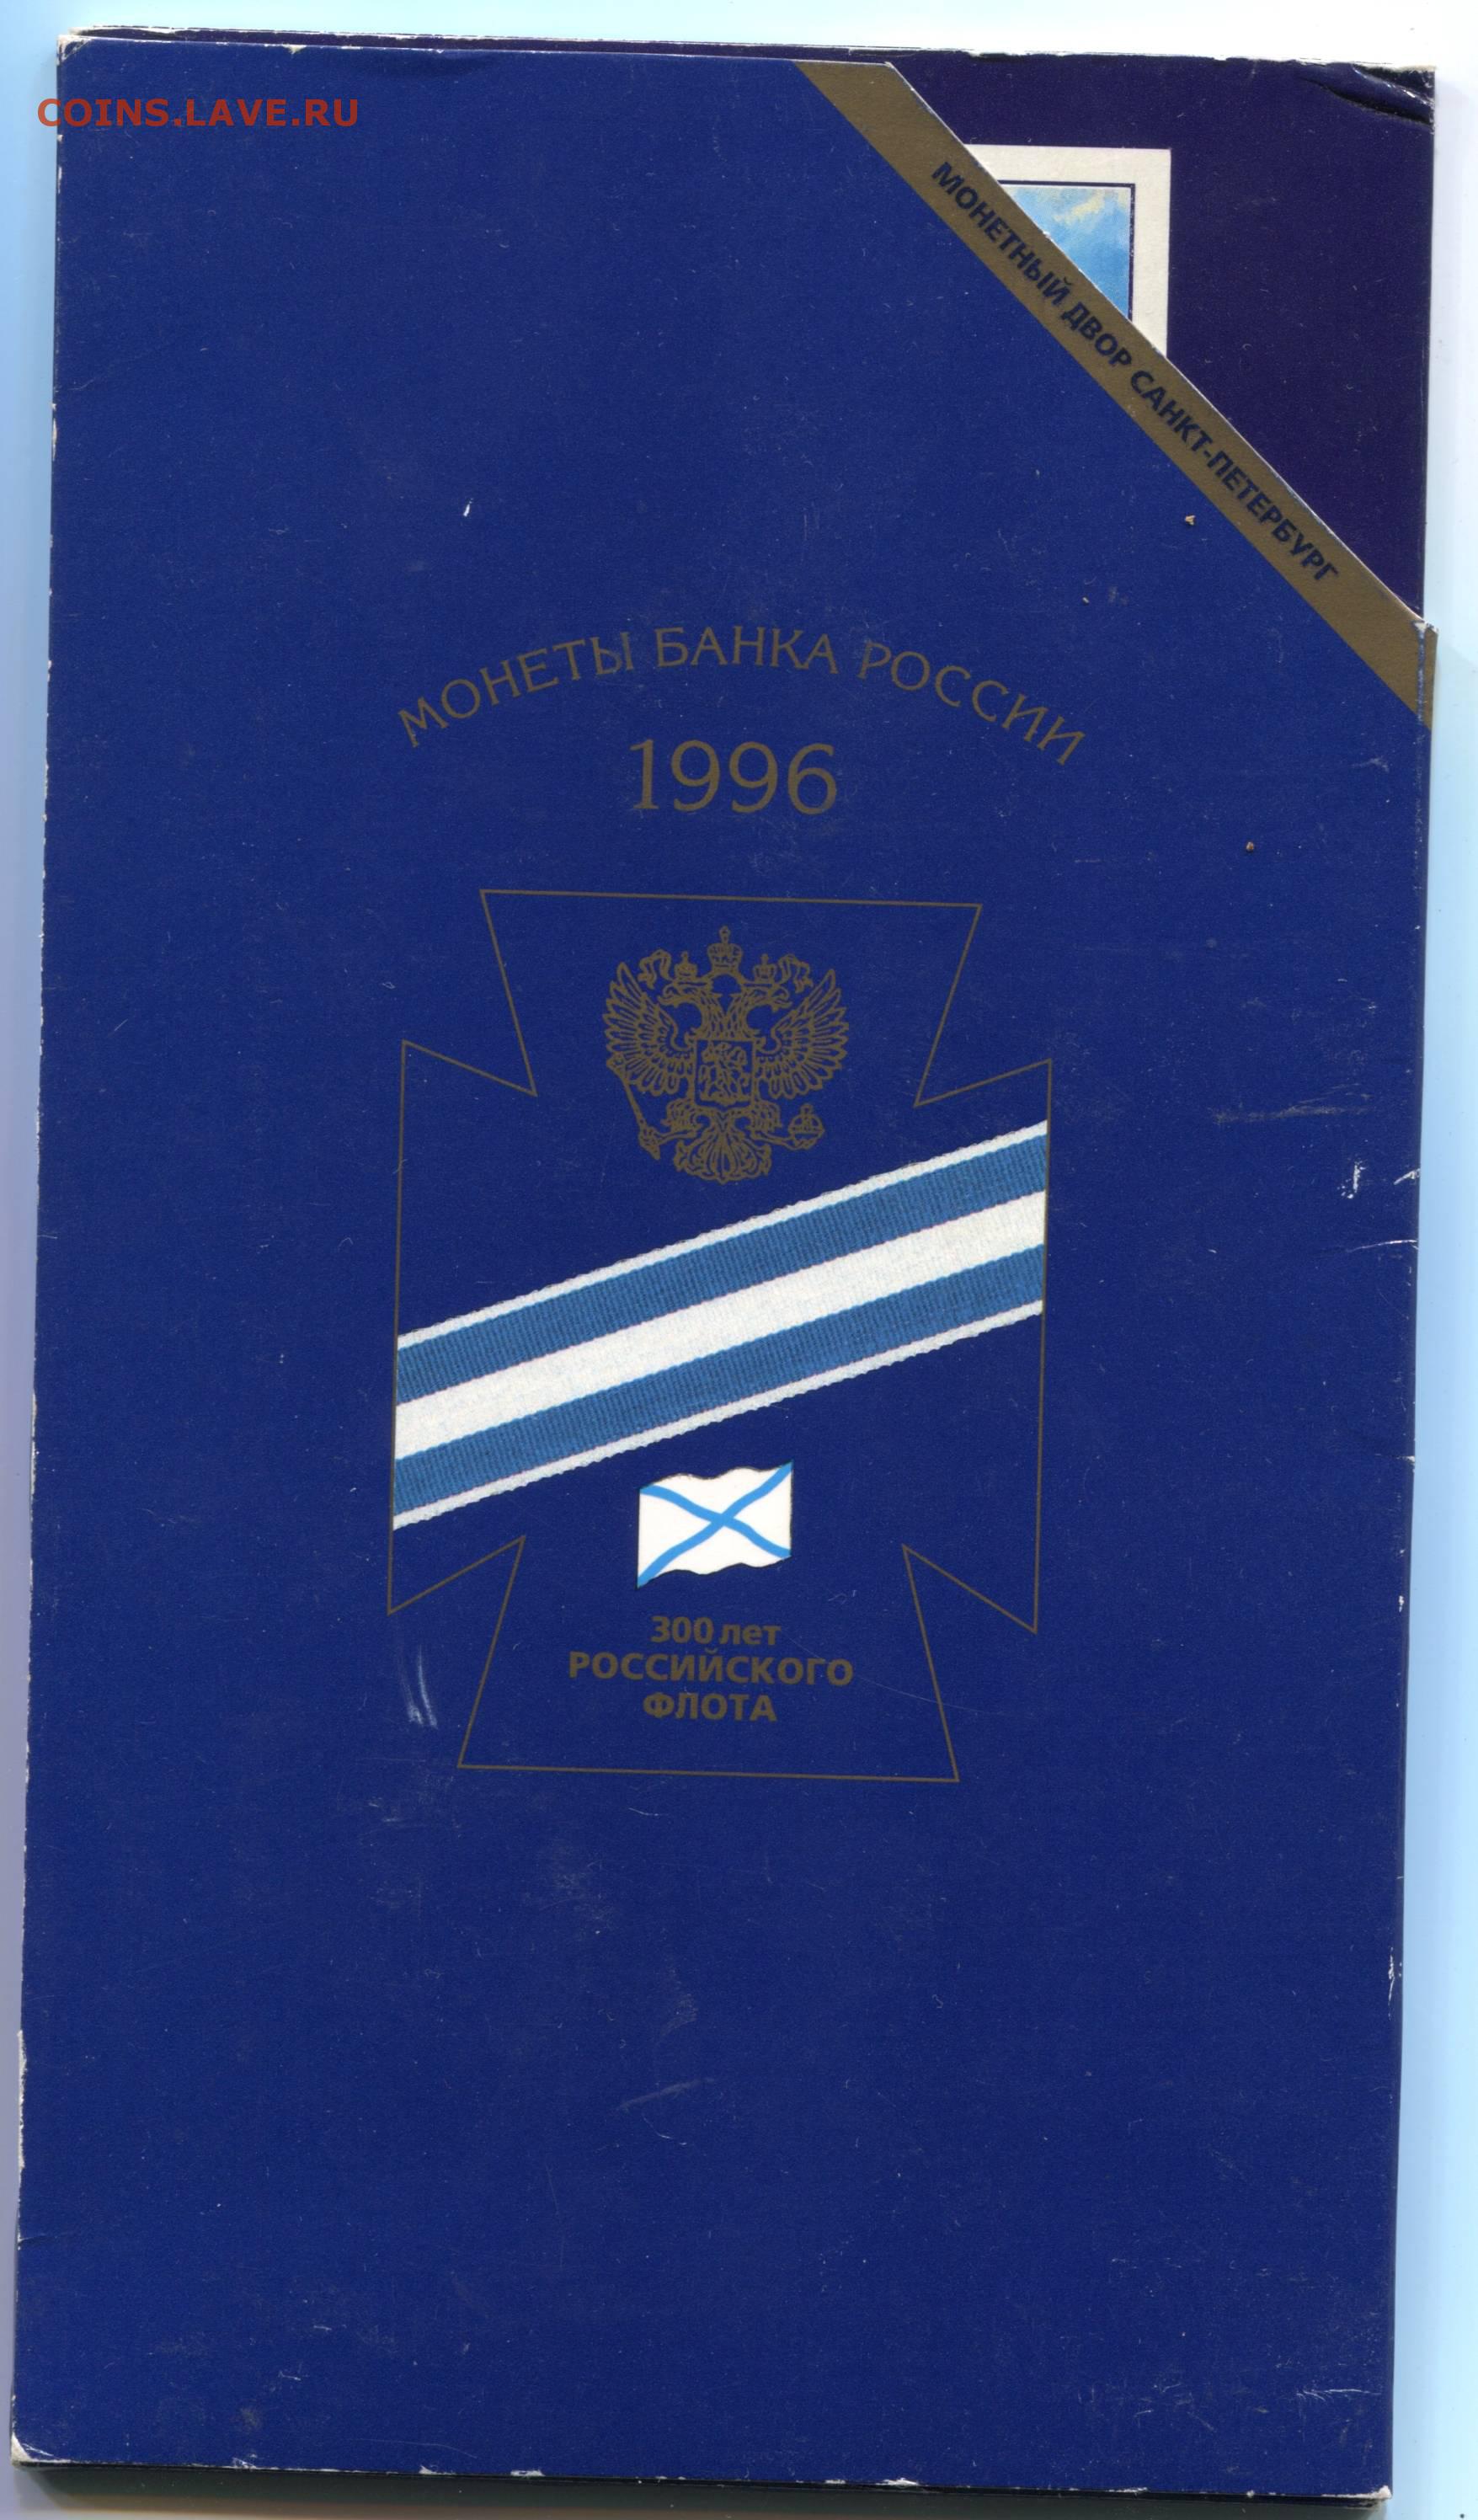 COINS.LAVE.RU
МОНЕТНЫЙ ДВОР САНКТ-ПЕТЕРБУРГ
МОНЕТЫ БАНКА РОССИИ
1996
300 лет
РОССИЙСКОГО
ФЛОТА